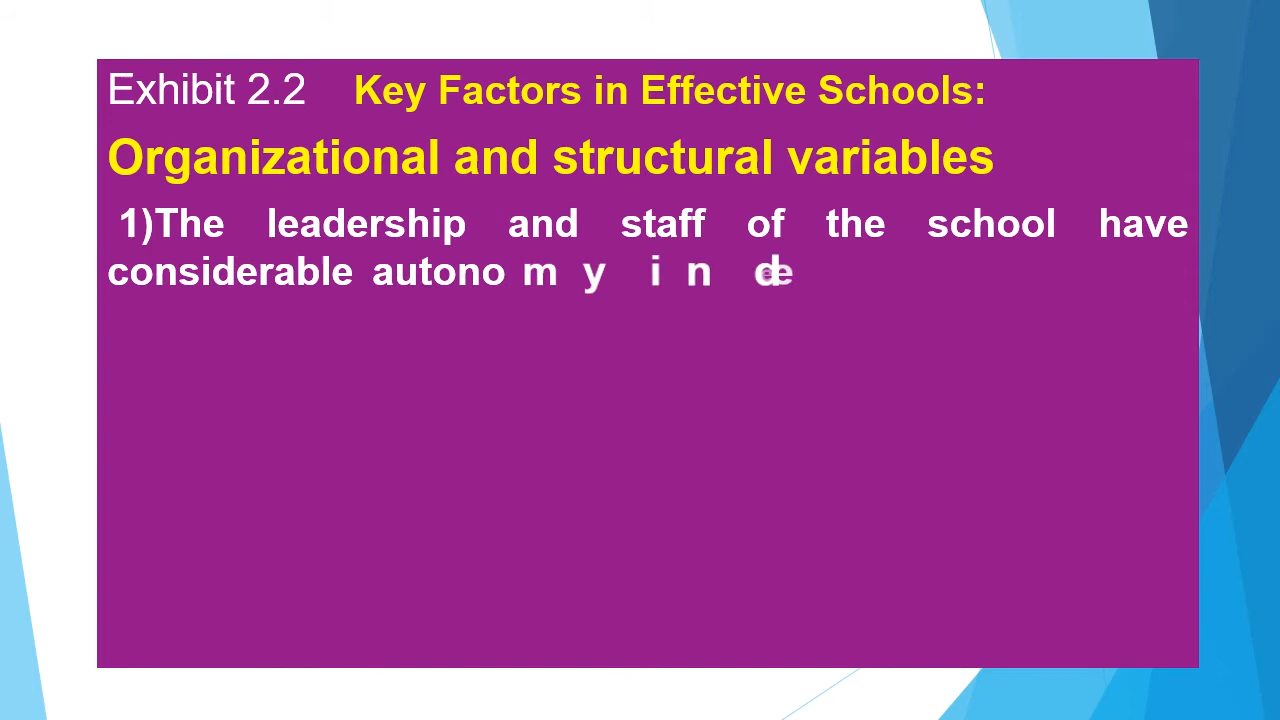 Exhibit 2.2 Key Factors in Effective Schools:
Organizational and structural variables
1)The leadership and staff of the school have
considerable autonomy in